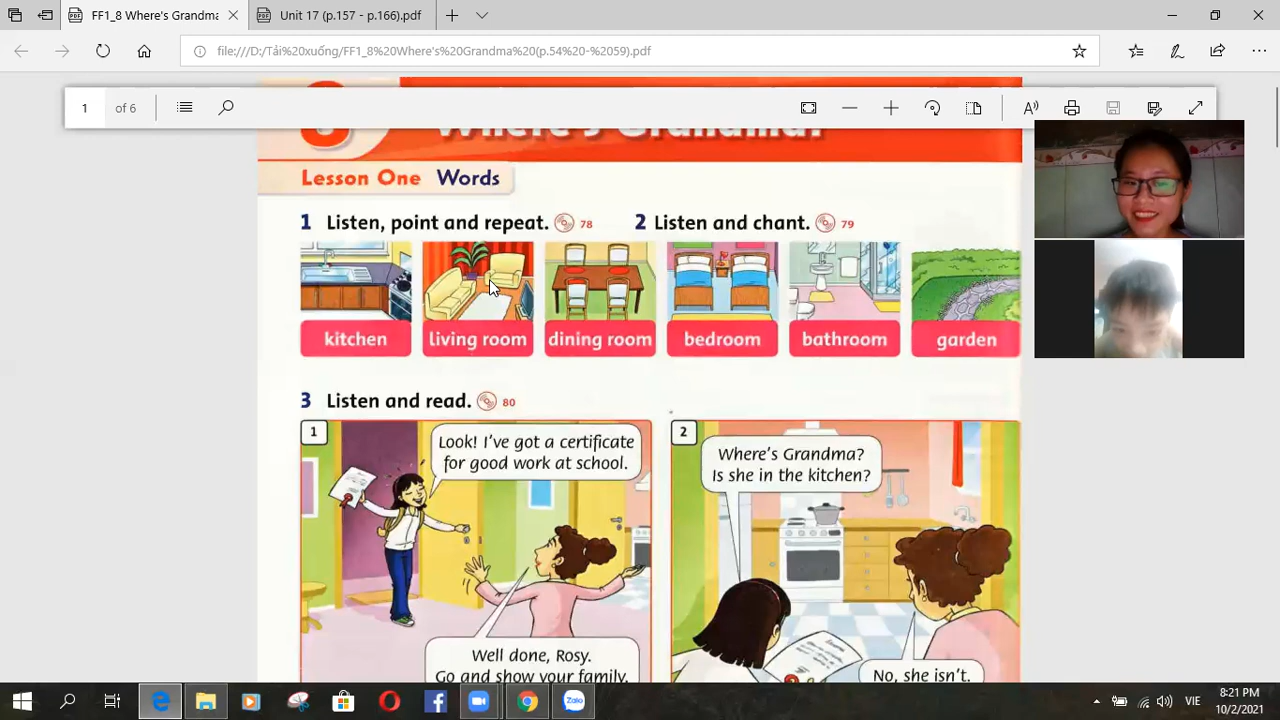 FF1_8 Where's Grandma
Unit 17 (p.157 - p.166).pdf
file:///D:/Tải%20xuống/FF1_8%20Where's%20Grandma%20(p.54%20-%2059).pdf
1 of 6
Where's Grandma?
Lesson One Words
1 Listen, point and repeat. 78
2 Listen and chant. 79
kitchen
living room
dining room
bedroom
bathroom
garden
3 Listen and read. 80
1
Look! I've got a certificate
for good work at school.
Well done, Rosy.
Go and show your family.
2
Where's Grandma?
Is she in the kitchen?
No, she isn't.
VIE
8:21 PM
10/2/2021